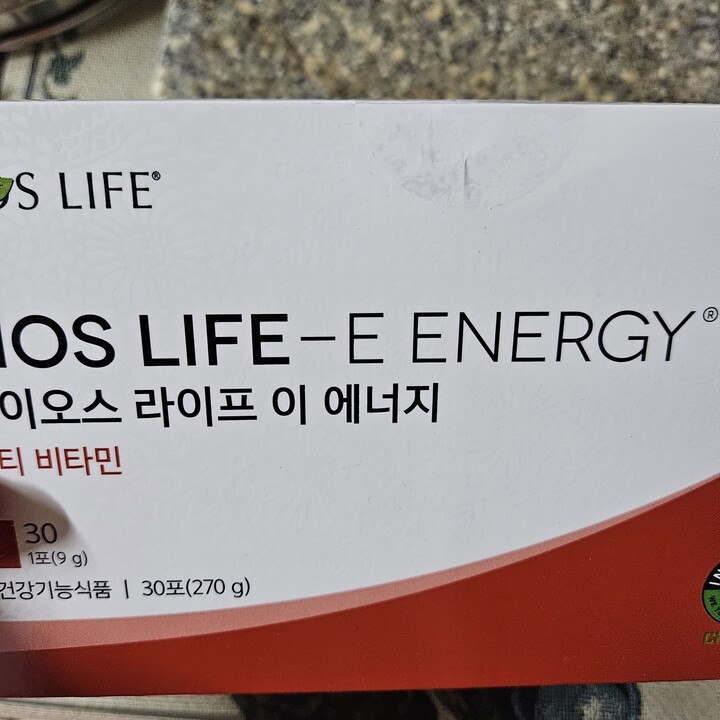 S LIFE®
IOS LIFE–E ENERGY®
이오스 라이프 이 에너지
티 비타민
30
1포(9 g)
건강기능식품 | 30포(270 g)